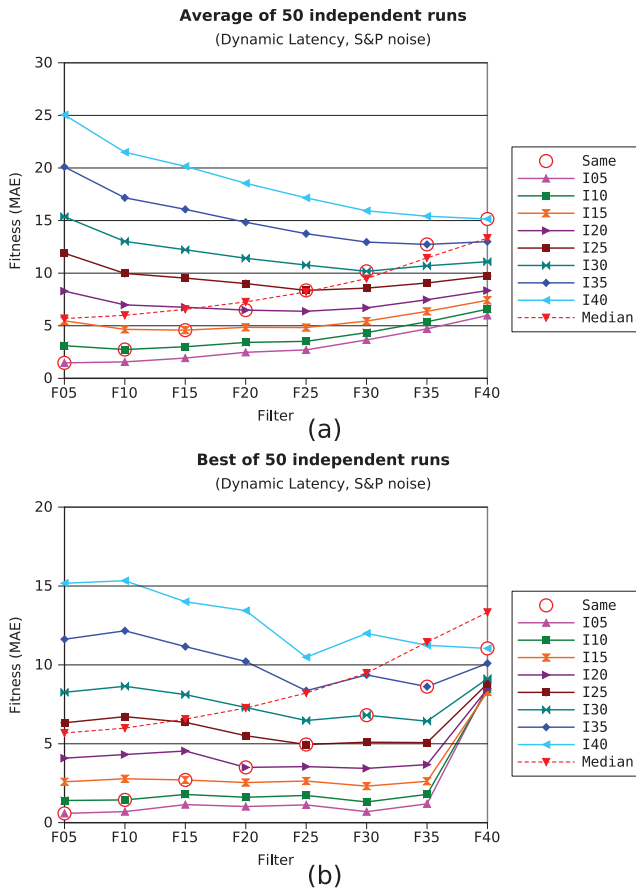 Average of 50 independent runs
(Dynamic Latency, S&P noise)
30
25
20
15
10
5
0
Fitness (MAE)
F05 F10 F15 F20 F25 F30 F35 F40
Filter
Same
I05
I10
I15
I20
I25
I30
I35
I40
Median
(a)
Best of 50 independent runs
(Dynamic Latency, S&P noise)
20
15
10
5
0
Fitness (MAE)
F05 F10 F15 F20 F25 F30 F35 F40
Filter
Same
I05
I10
I15
I20
I25
I30
I35
I40
Median
(b)